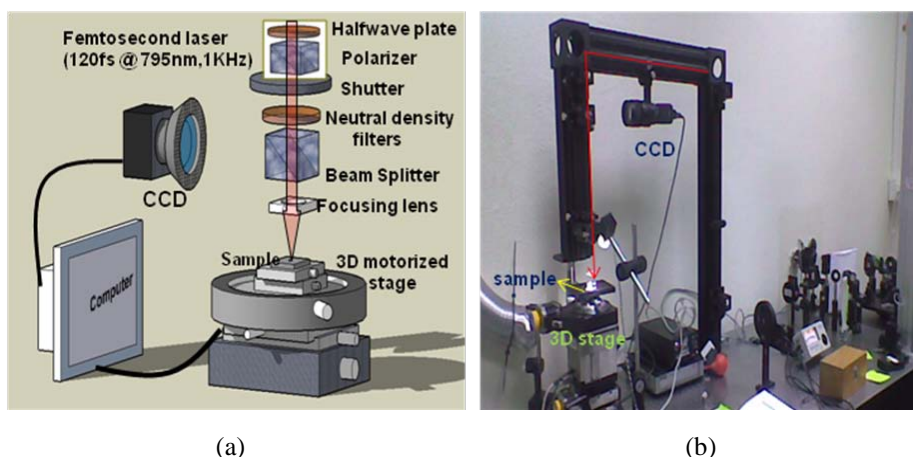 Femtosecond laser
(120fs @ 795nm,1KHz)
Halfwave plate
Polarizer
Shutter
Neutral density
filters
Beam Splitter
Focusing lens
CCD
Sample
3D motorized
stage
Computer
CCD
sample
3D stage
(a)
(b)